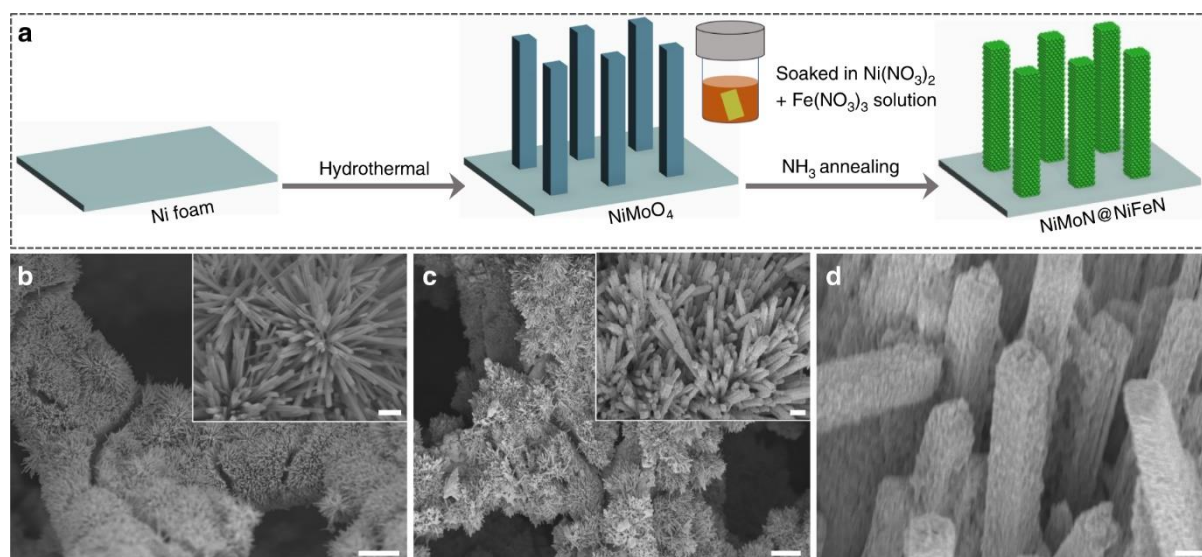 a
Soaked in Ni(NO₃)₂
+ Fe(NO₃)₃ solution
Hydrothermal
NH₃ annealing
Ni foam
NiMoO₄
NiMoN@NiFeN
b
c
d